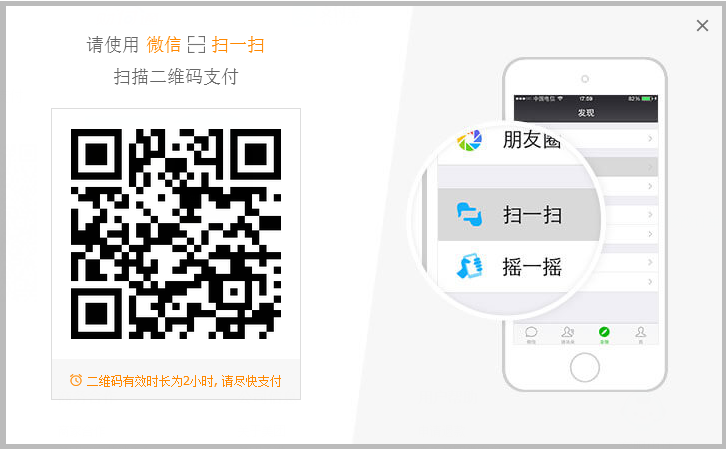 请使用 微信 扫一扫
扫描二维码支付
二维码有效时长为2小时, 请尽快支付
中国电信 17:59 82%
发现
朋友圈
扫一扫
摇一摇